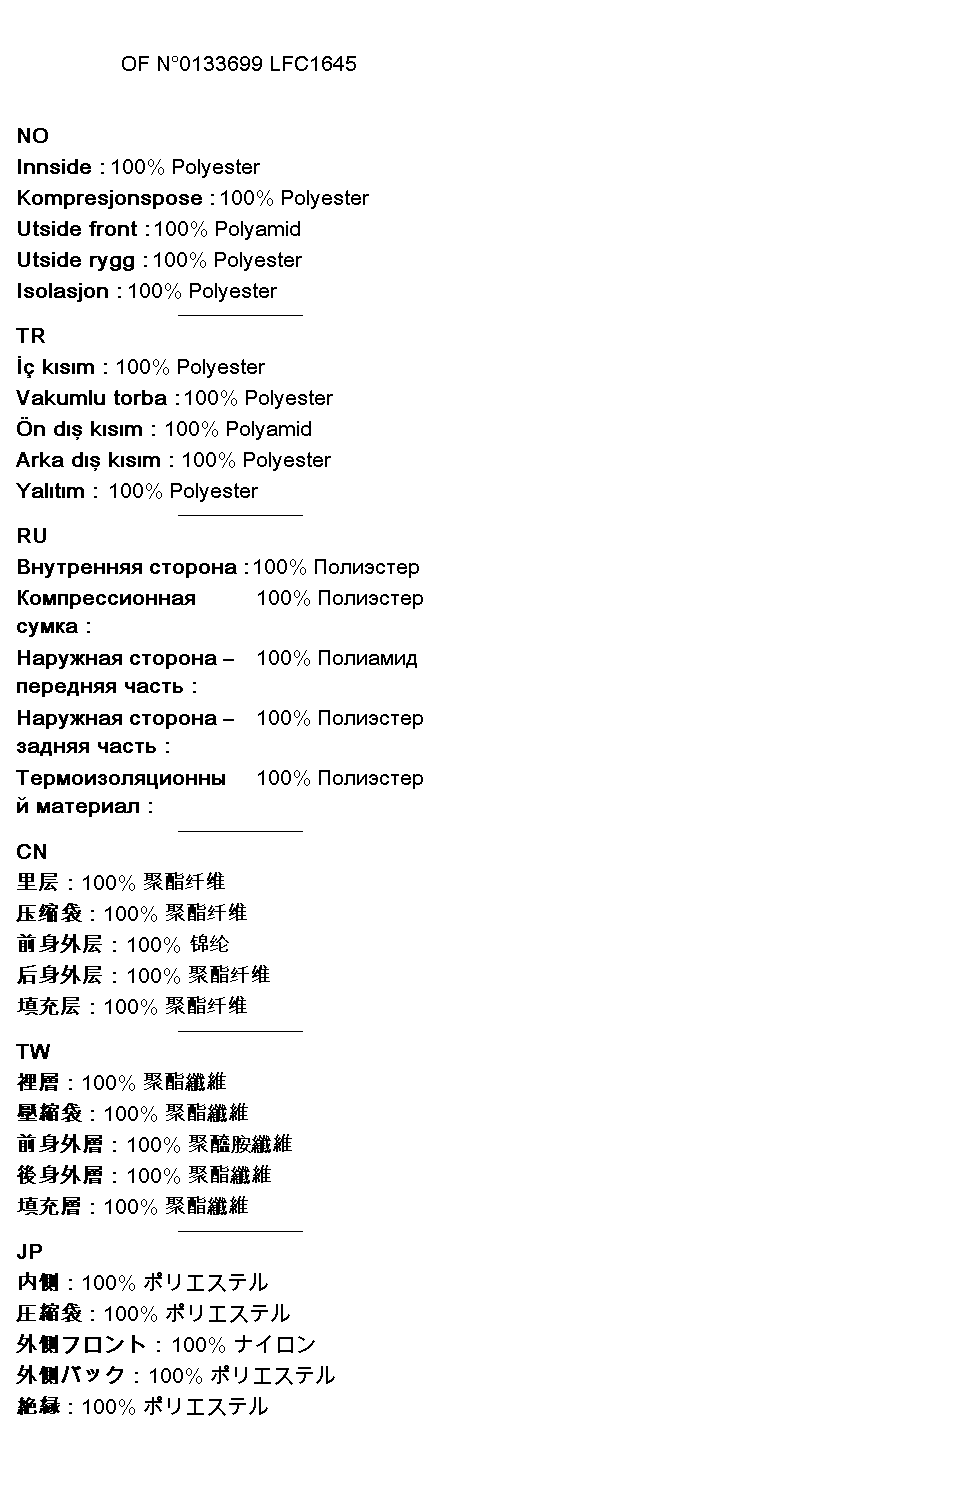 OF N°0133699 LFC1645
NO
Innside : 100% Polyester
Kompresjonspose : 100% Polyester
Utside front : 100% Polyamid
Utside rygg : 100% Polyester
Isolasjon : 100% Polyester
TR
İç kısım : 100% Polyester
Vakumlu torba : 100% Polyester
Ön dış kısım : 100% Polyamid
Arka dış kısım : 100% Polyester
Yalıtım : 100% Polyester
RU
Внутренняя сторона : 100% Полиэстер
Компрессионная 100% Полиэстер
сумка :
Наружная сторона – 100% Полиамид
передняя часть :
Наружная сторона – 100% Полиэстер
задняя часть :
Термоизоляционны 100% Полиэстер
й материал :
CN
里层 : 100% 聚酯纤维
压缩袋 : 100% 聚酯纤维
前身外层 : 100% 锦纶
后身外层 : 100% 聚酯纤维
填充层 : 100% 聚酯纤维
TW
裡層 : 100% 聚酯纖維
壓縮袋 : 100% 聚酯纖維
前身外層 : 100% 聚醯胺纖維
後身外層 : 100% 聚酯纖維
填充層 : 100% 聚酯纖維
JP
内側 : 100% ポリエステル
圧縮袋 : 100% ポリエステル
外側フロント : 100% ナイロン
外側バック : 100% ポリエステル
絶縁 : 100% ポリエステル